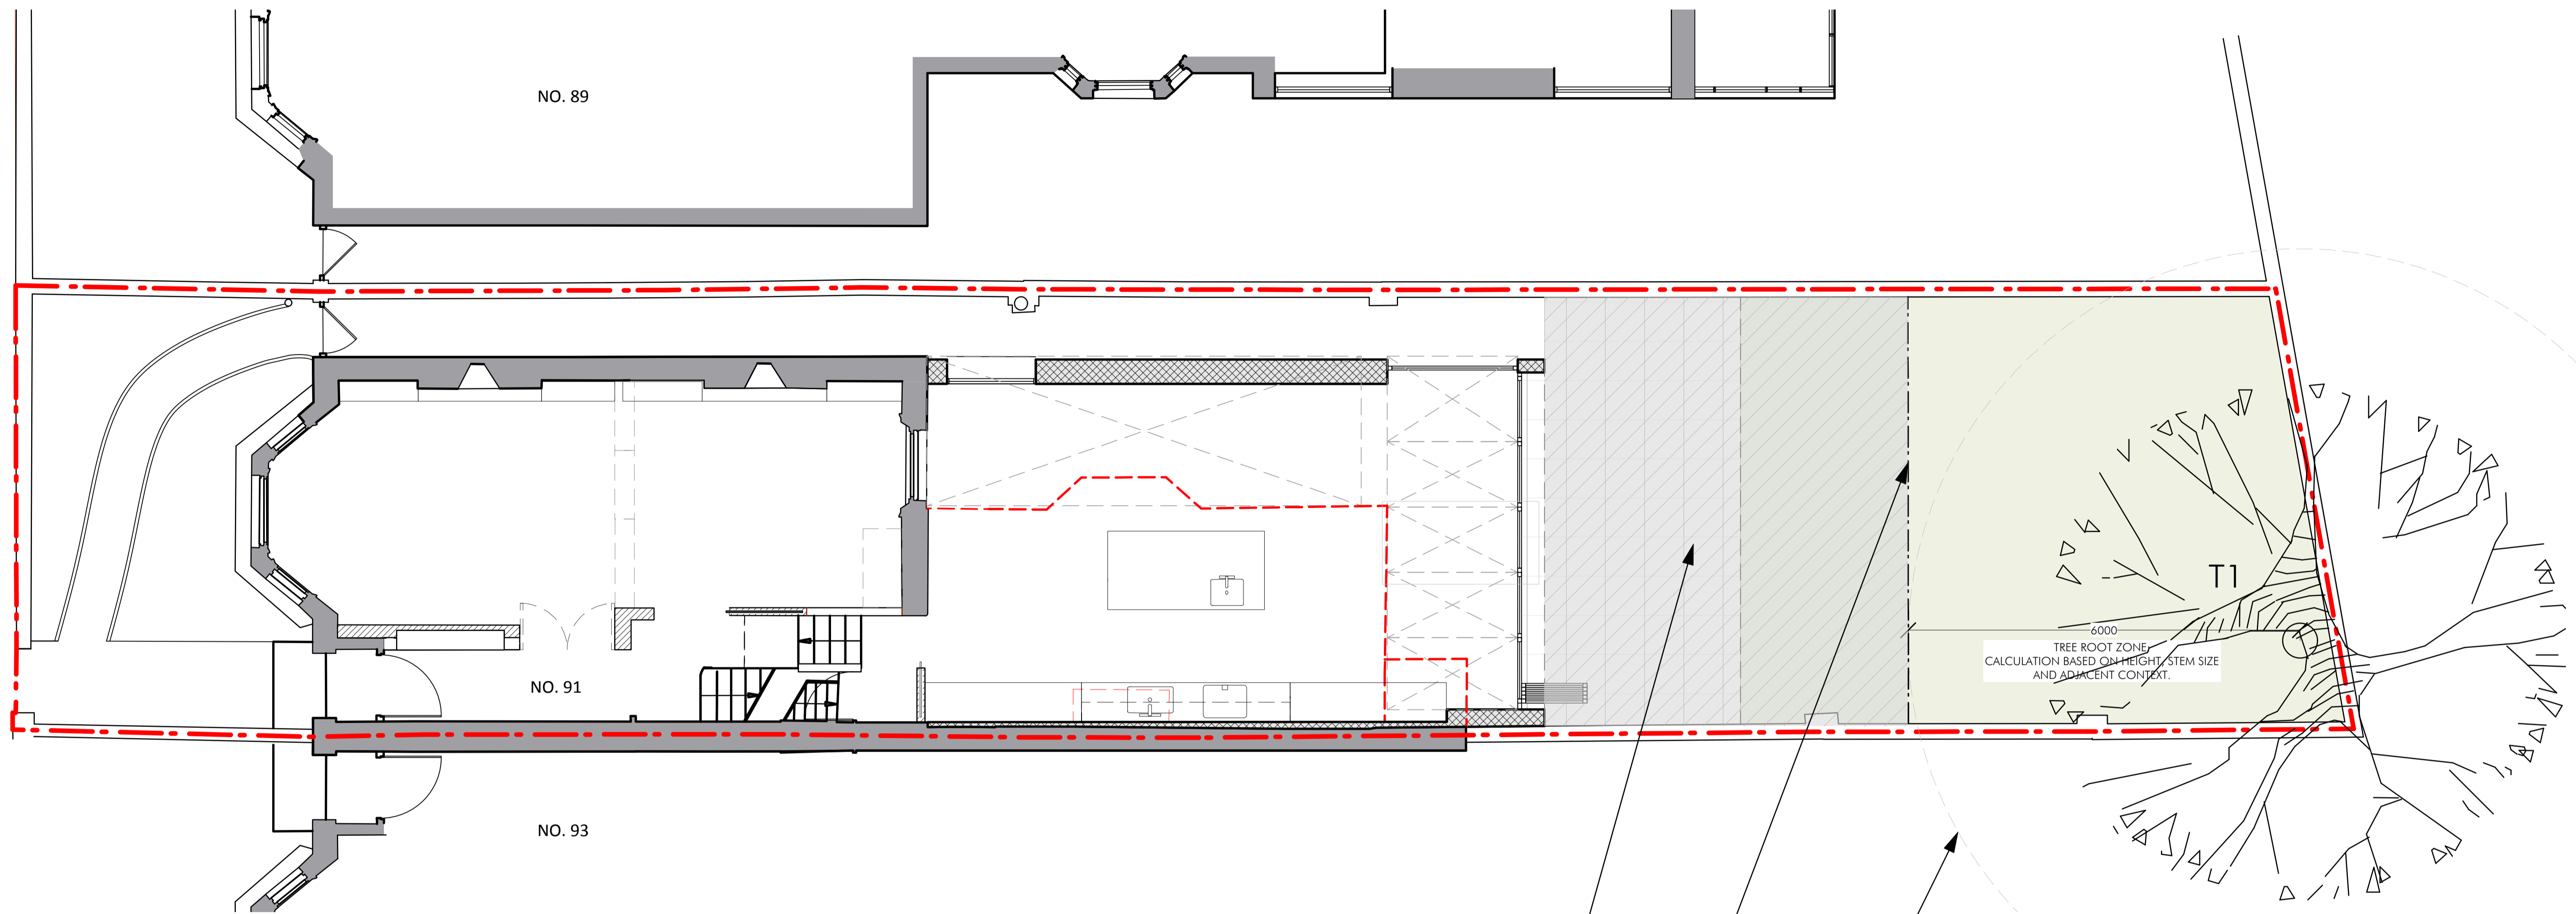 NO. 89
T1
6000
TREE ROOT ZONE,
CALCULATION BASED ON HEIGHT, STEM SIZE
AND ADJACENT CONTEXT.
NO. 91
NO. 93